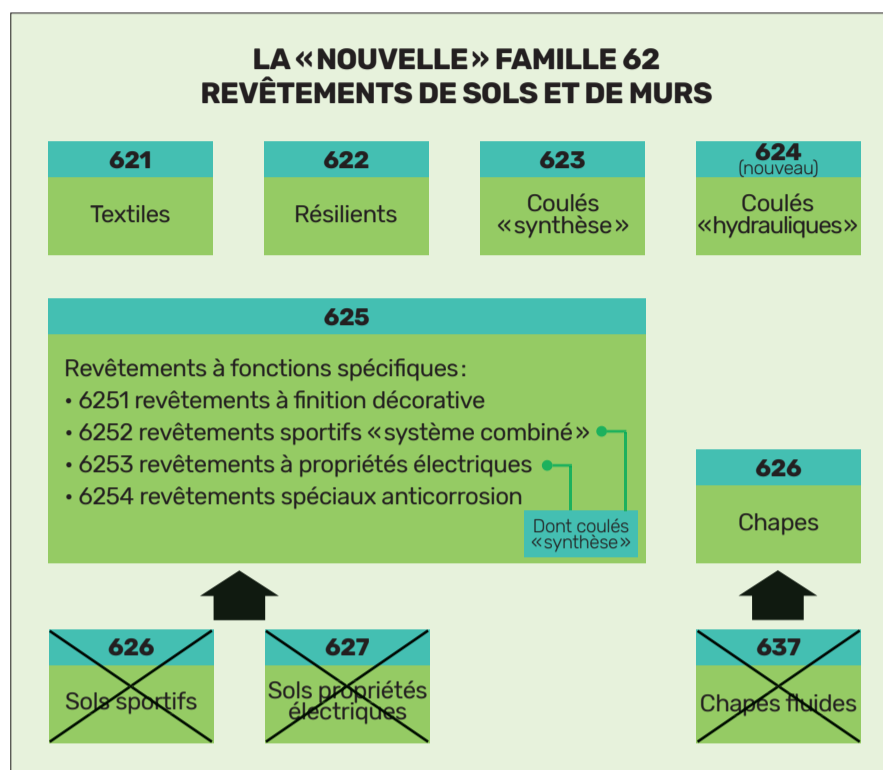 LA «NOUVELLE» FAMILLE 62
REVÊTEMENTS DE SOLS ET DE MURS
621
Textiles
622
Résilients
623
Coulés
«synthèse»
624
(nouveau)
Coulés
«hydrauliques»
625
Revêtements à fonctions spécifiques:
• 6251 revêtements à finition décorative
• 6252 revêtements sportifs «système combiné»
• 6253 revêtements à propriétés électriques
• 6254 revêtements spéciaux anticorrosion
Dont coulés
«synthèse»
626
Chapes
626
Sols sportifs
627
Sols propriétés
électriques
637
Chapes fluides